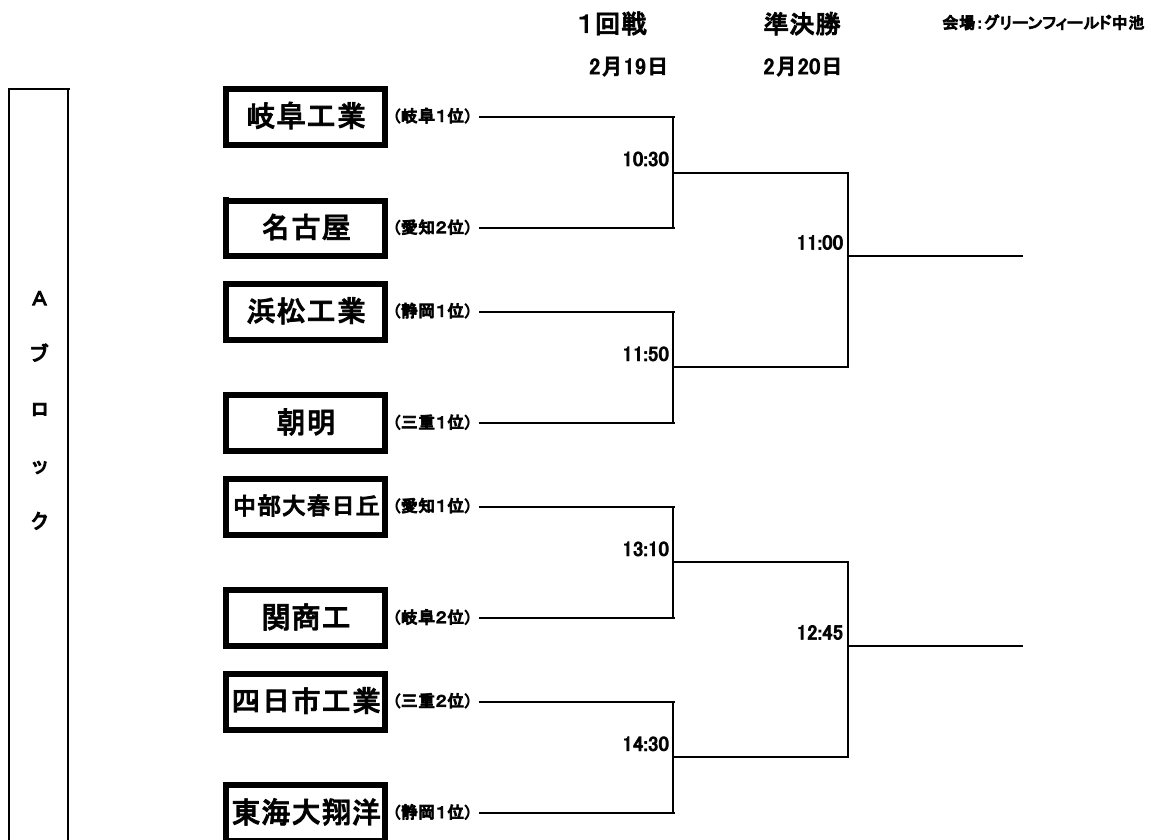 1回戦 準決勝 会場：グリーンフィールド中池
2月19日 2月20日
岐阜工業 (岐阜1位)
10:30
名古屋 (愛知2位)
11:00
浜松工業 (静岡1位)
11:50
朝明 (三重1位)
中部大春日丘 (愛知1位)
13:10
関商工 (岐阜2位)
12:45
四日市工業 (三重2位)
14:30
東海大翔洋 (静岡1位)
Aブロック